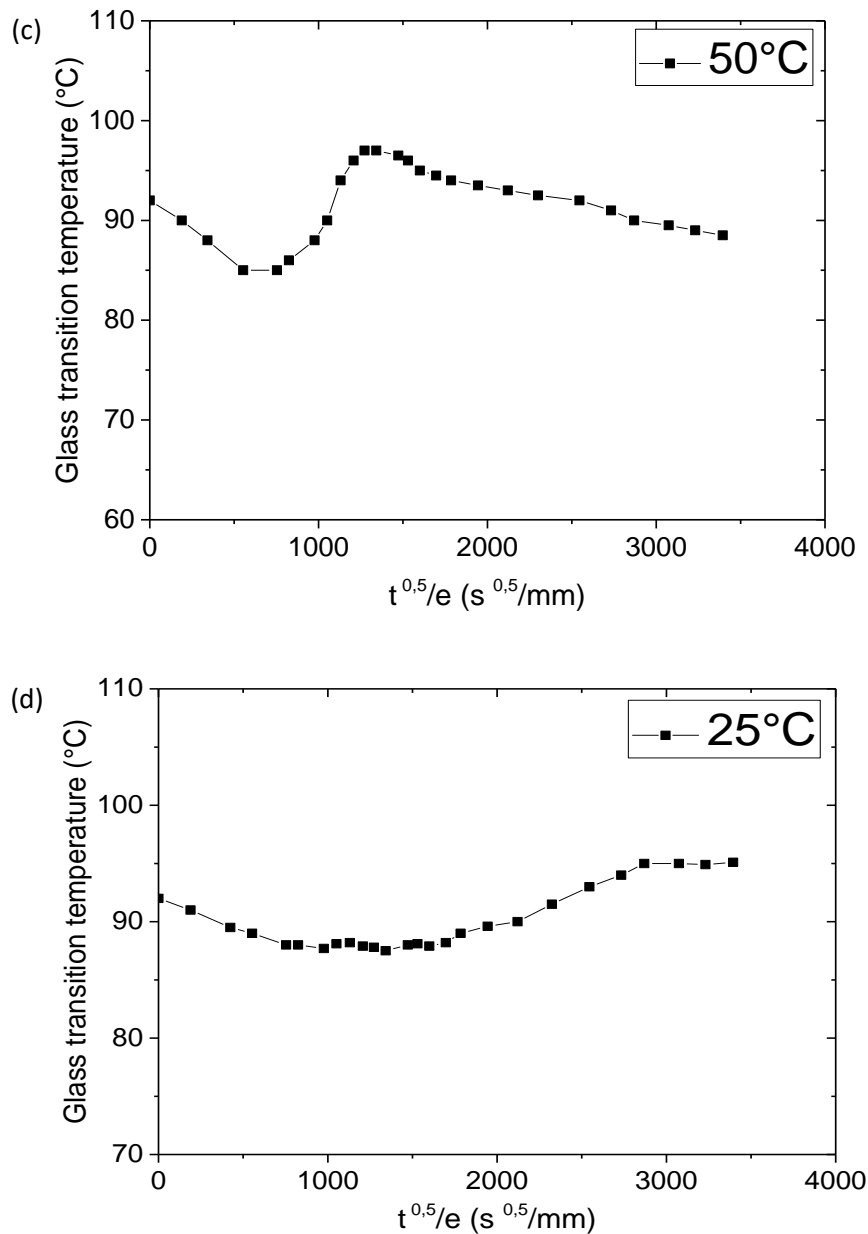 (c)
110
100
90
80
70
60
Glass transition temperature (°C)
50°C
0 1000 2000 3000 4000
t 0,5/e (s 0,5/mm)
(d)
110
100
90
80
70
Glass transition temperature (°C)
25°C
0 1000 2000 3000 4000
t 0,5/e (s 0,5/mm)